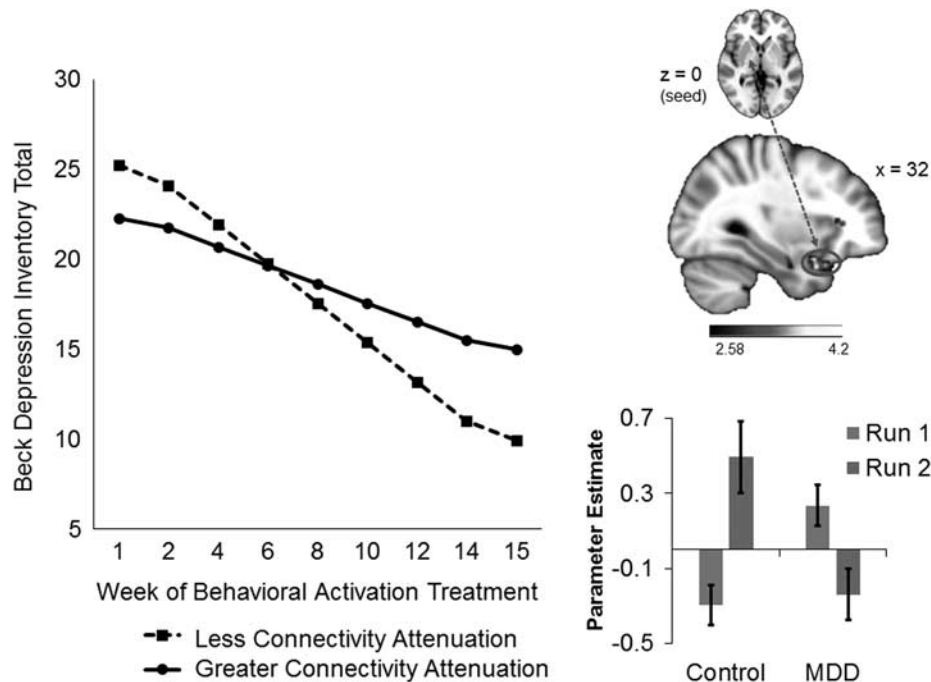 30
25
20
15
10
5
Beck Depression Inventory Total
1 2 4 6 8 10 12 14 15
Week of Behavioral Activation Treatment
Less Connectivity Attenuation
Greater Connectivity Attenuation
z = 0
(seed)
x = 32
2.58 4.2
0.7
0.3
-0.1
-0.5
Parameter Estimate
Run 1
Run 2
Control MDD